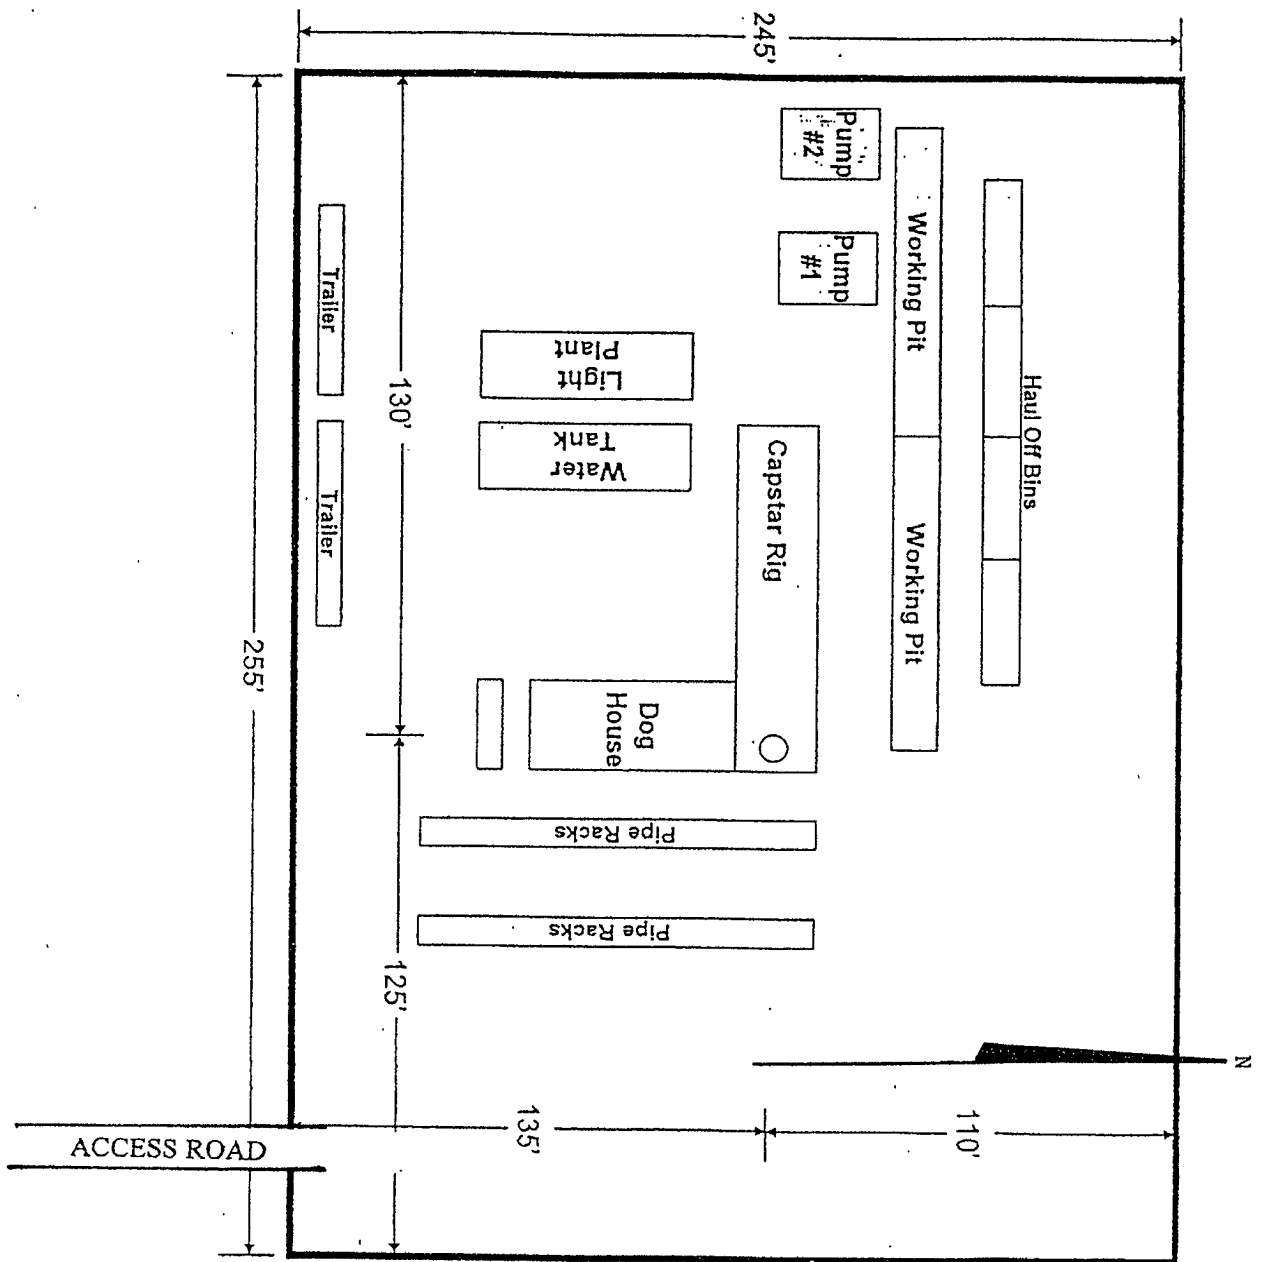 245'
Pump
#2
Pump
#1
Working Pit
Working Pit
Haul Off Bins
Trailer
Trailer
130'
Light
Plant
Water
Tank
Capstar Rig
255'
Dog
House
Pipe Racks
Pipe Racks
125'
N
135'
110'
ACCESS ROAD